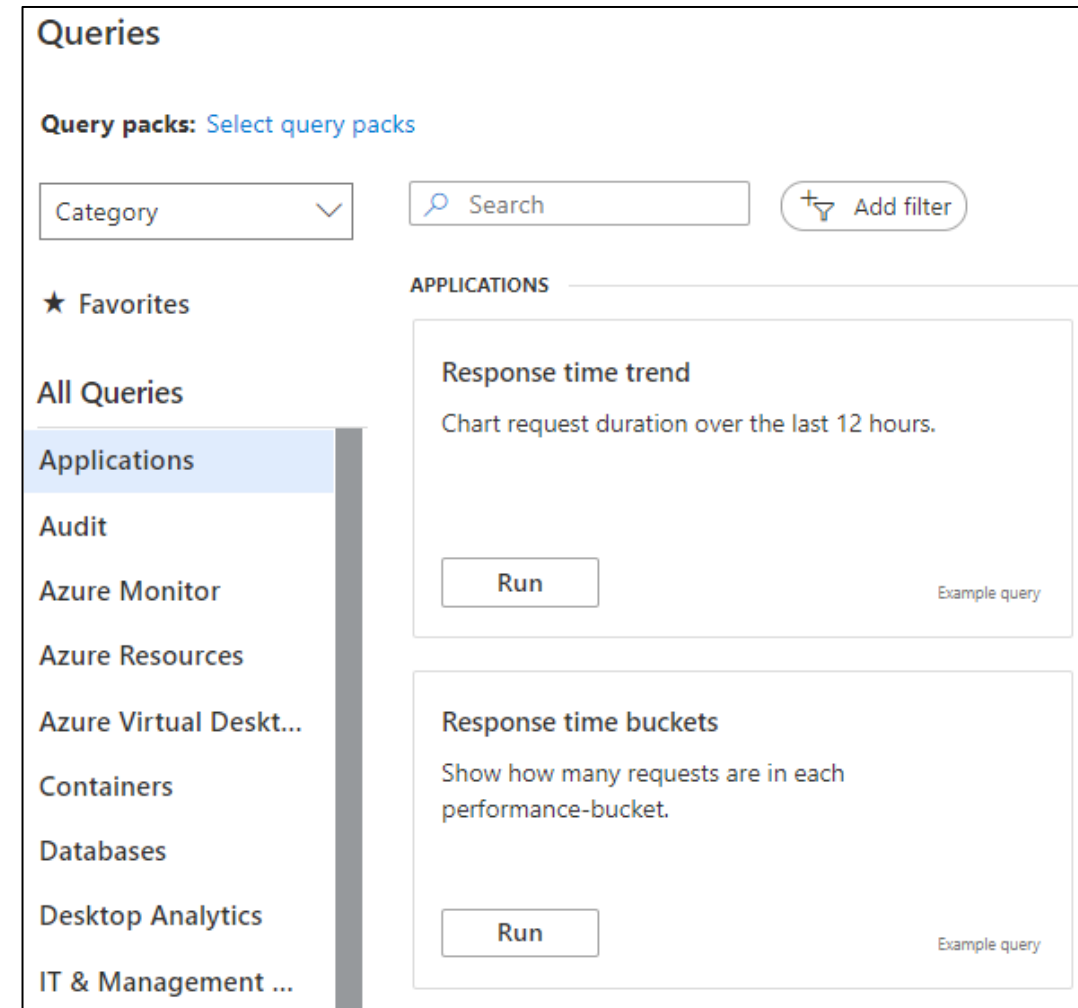 Queries
Query packs: Select query packs
Category
Search
Add filter
★ Favorites
All Queries
Applications
Audit
Azure Monitor
Azure Resources
Azure Virtual Deskt...
Containers
Databases
Desktop Analytics
IT & Management ...
APPLICATIONS
Response time trend
Chart request duration over the last 12 hours.
Run
Example query
Response time buckets
Show how many requests are in each
performance-bucket.
Run
Example query